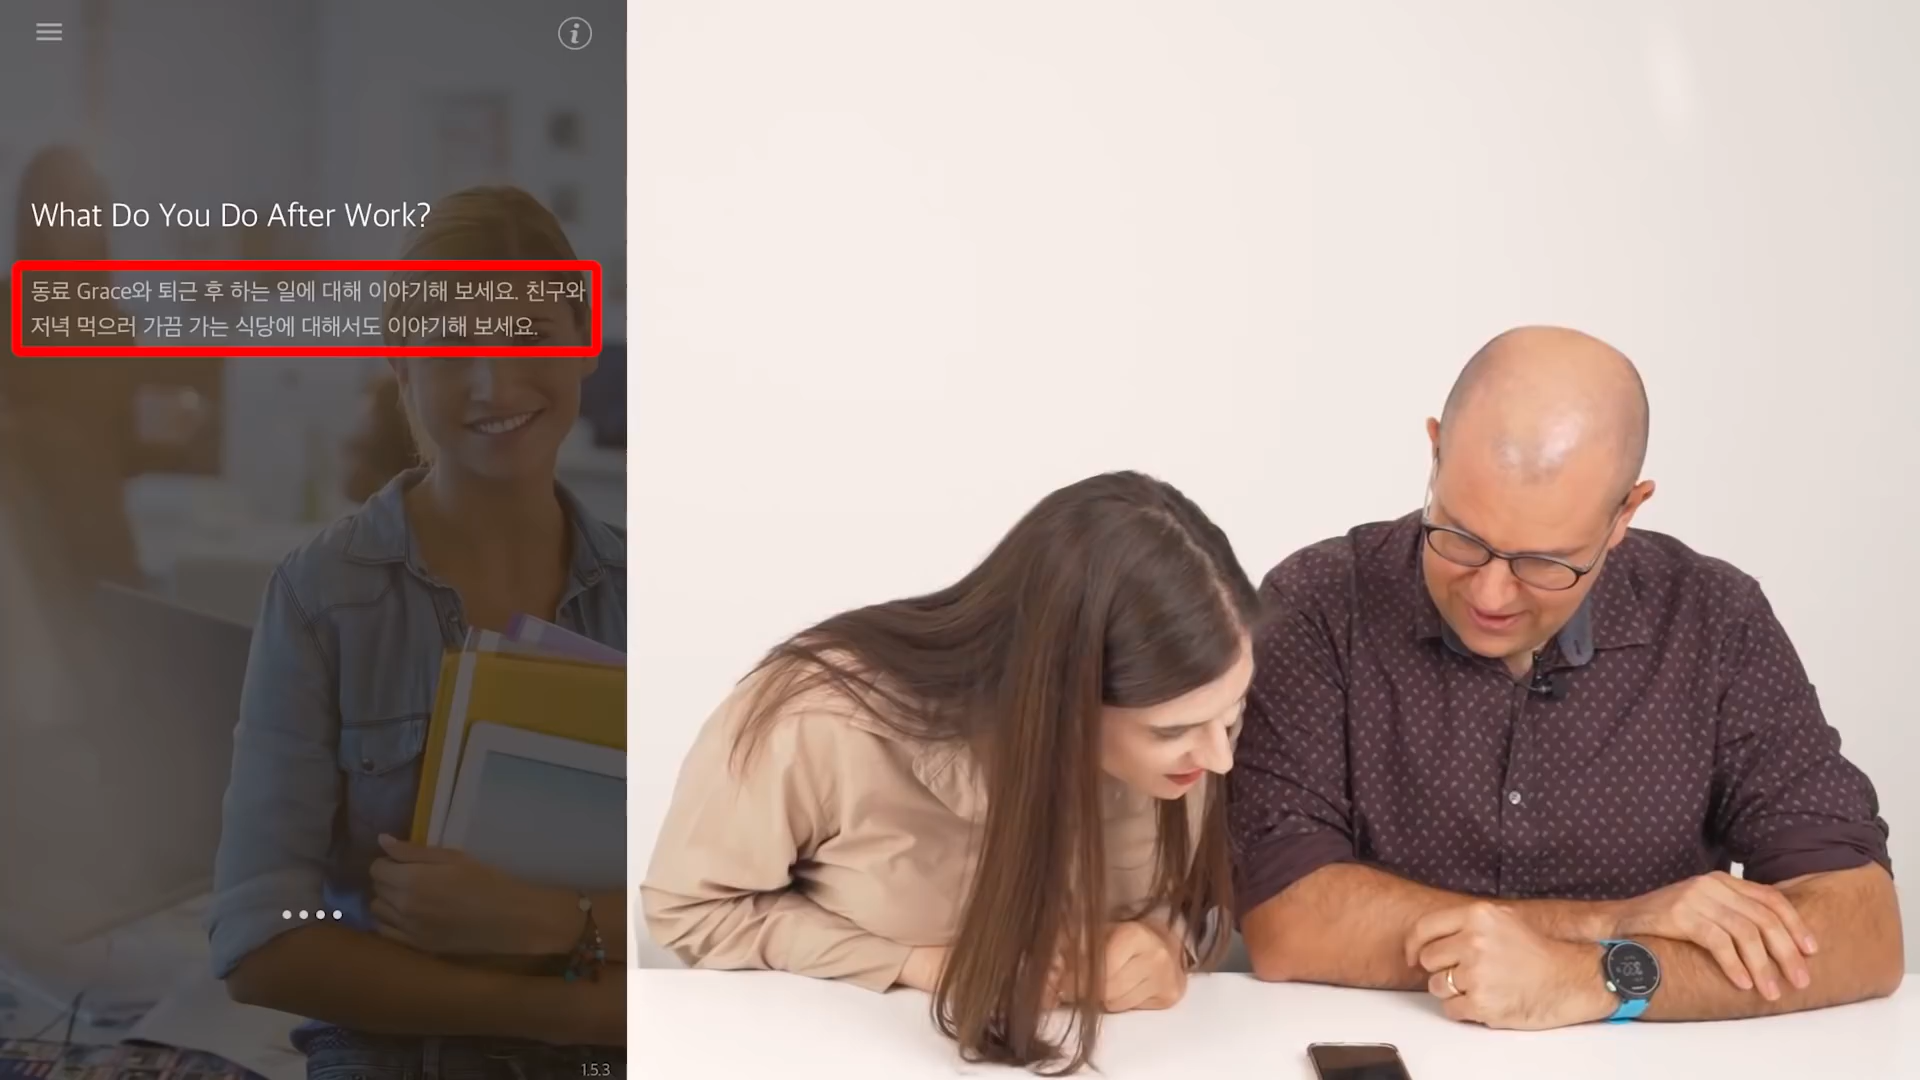 What Do You Do After Work?
동료 Grace와 퇴근 후 하는 일에 대해 이야기해 보세요. 친구와
저녁 먹으러 가끔 가는 식당에 대해서도 이야기해 보세요.
1.5.3